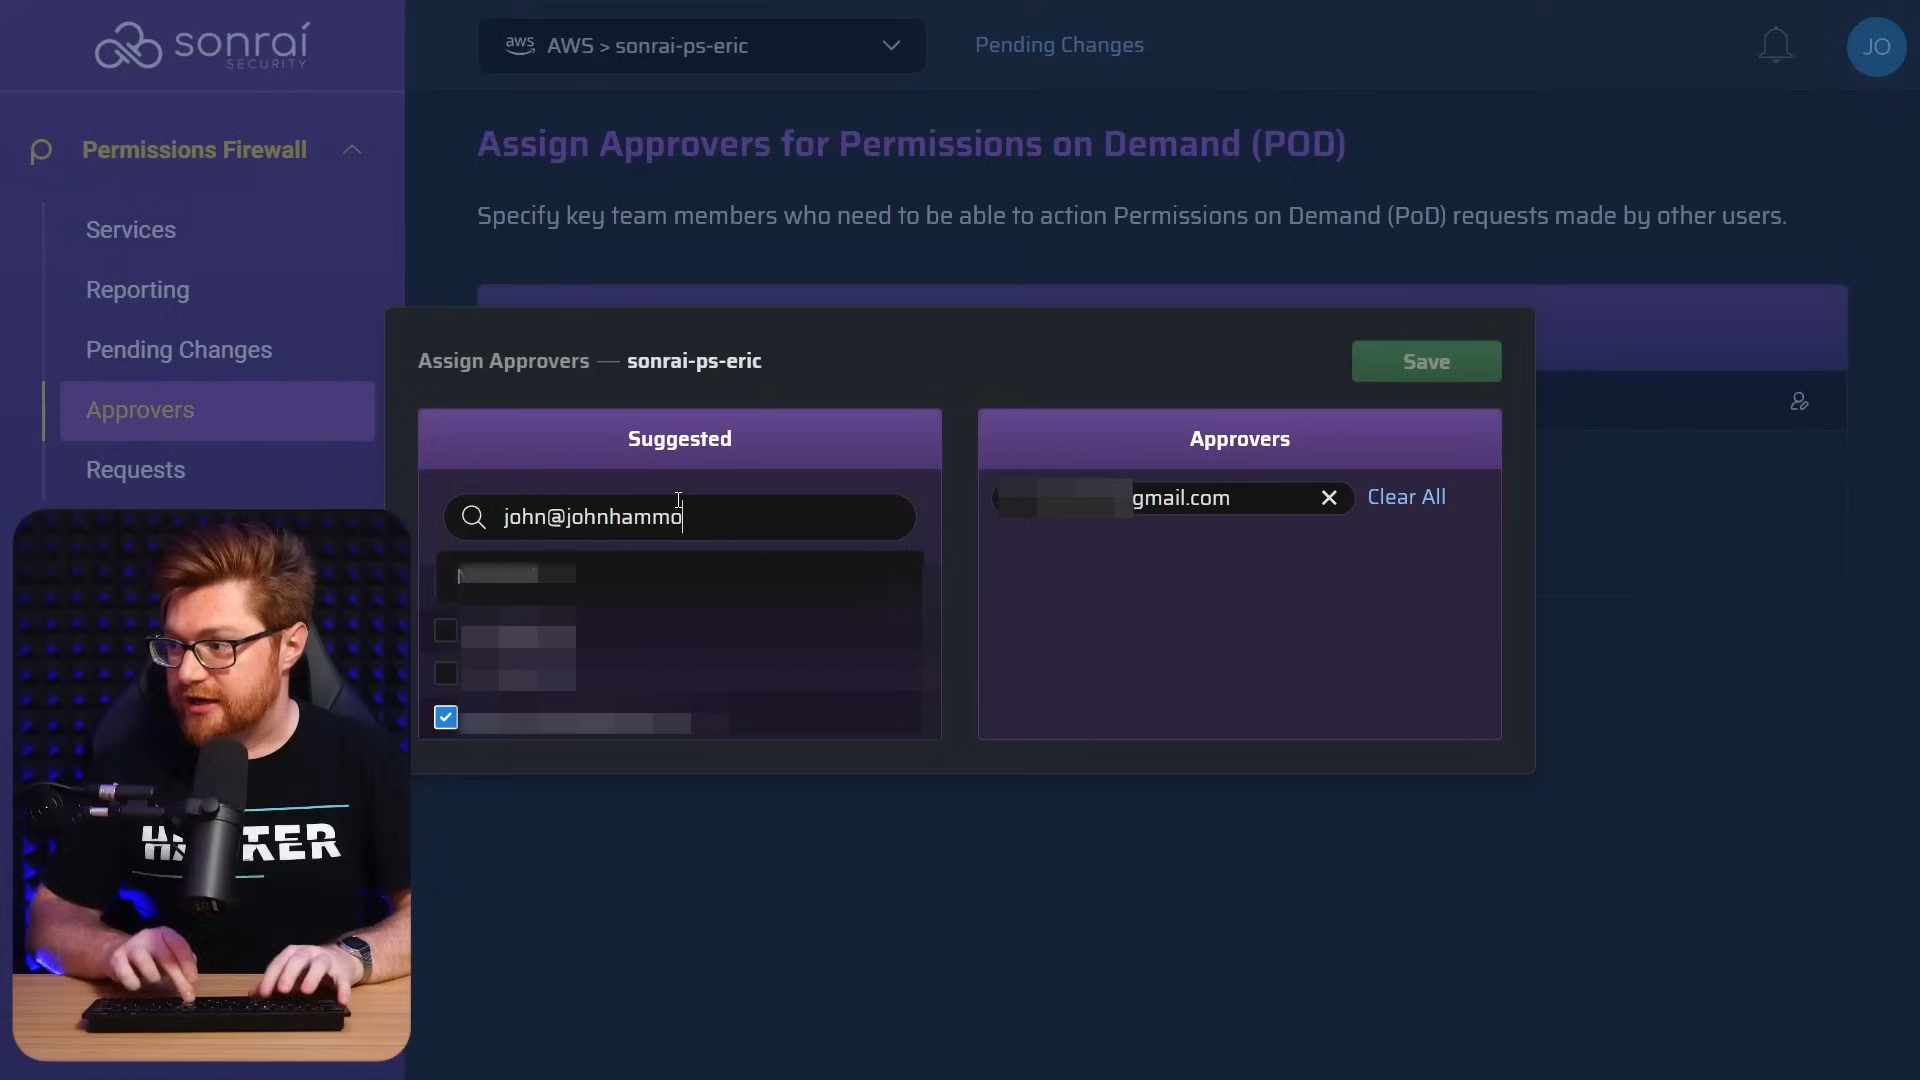 sonraí
SECURITY
aws AWS > sonrai-ps-eric
Pending Changes
JO
Permissions Firewall
Services
Reporting
Pending Changes
Approvers
Requests
Assign Approvers for Permissions on Demand (POD)
Specify key team members who need to be able to action Permissions on Demand (PoD) requests made by other users.
Assign Approvers — sonrai-ps-eric
Save
Suggested
john@johnhammo
Approvers
gmail.com
Clear All